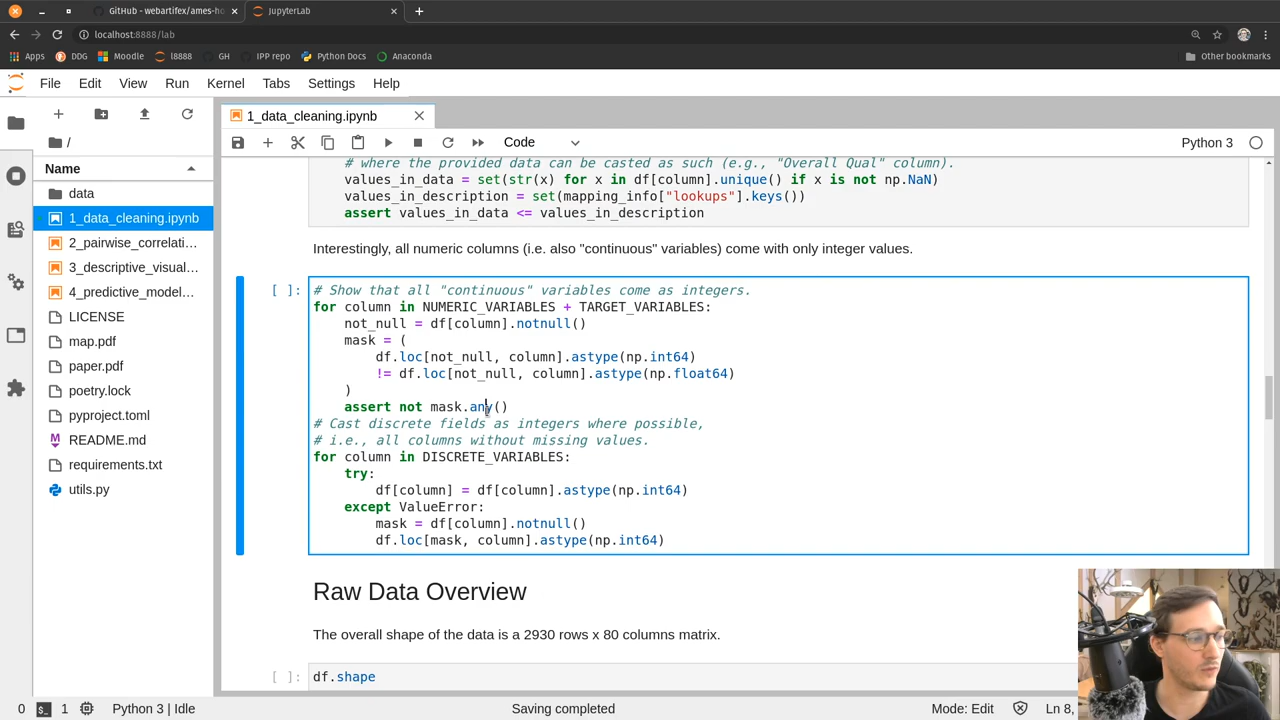 GitHub - webartifex/ames-ho
JupyterLab
localhost:8888/lab
Apps
DDG
Moodle
l8888
GH
IPP repo
Python Docs
Anaconda
Other bookmarks
File
Edit
View
Run
Kernel
Tabs
Settings
Help
1_data_cleaning.ipynb
/
Code
Python 3
Name
data
1_data_cleaning.ipynb
2_pairwise_correlati…
3_descriptive_visual…
4_predictive_model…
LICENSE
map.pdf
paper.pdf
poetry.lock
pyproject.toml
README.md
requirements.txt
utils.py
# where the provided data can be casted as such (e.g., "Overall Qual" column).
values_in_data = set(str(x) for x in df[column].unique() if x is not np.NaN)
values_in_description = set(mapping_info["lookups"].keys())
assert values_in_data <= values_in_description
Interestingly, all numeric columns (i.e. also "continuous" variables) come with only integer values.
[ ]:
# Show that all "continuous" variables come as integers.
for column in NUMERIC_VARIABLES + TARGET_VARIABLES:
not_null = df[column].notnull()
mask = (
df.loc[not_null, column].astype(np.int64)
!= df.loc[not_null, column].astype(np.float64)
)
assert not mask.any()
# Cast discrete fields as integers where possible,
# i.e., all columns without missing values.
for column in DISCRETE_VARIABLES:
try:
df[column] = df[column].astype(np.int64)
except ValueError:
mask = df[column].notnull()
df.loc[mask, column].astype(np.int64)
Raw Data Overview
The overall shape of the data is a 2930 rows x 80 columns matrix.
[ ]:
df.shape
0
1
Python 3 | Idle
Saving completed
Mode: Edit
Ln 8,